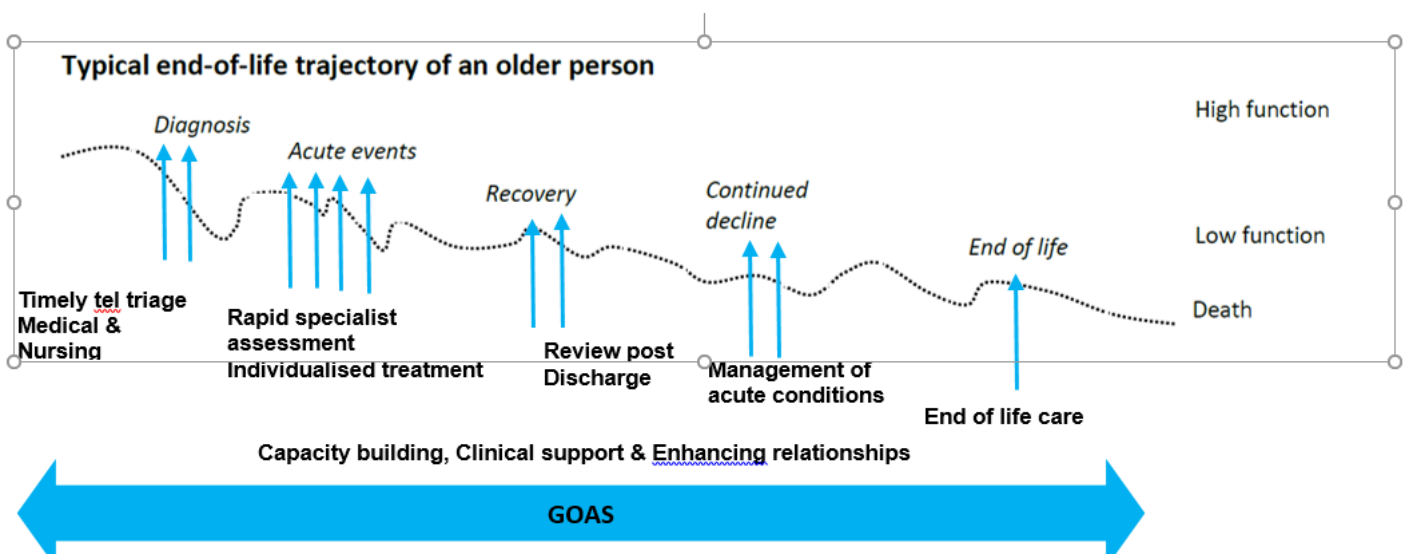 Typical end-of-life trajectory of an older person
High function
Diagnosis
Acute events
Recovery
Continued
decline
Low function
End of life
Death
Timely tel triage
Medical &
Nursing
Rapid specialist
assessment
Individualised treatment
Review post
Discharge
Management of
acute conditions
End of life care
Capacity building, Clinical support & Enhancing relationships
GOAS